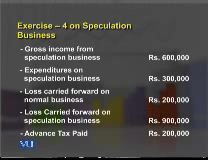 Exercise – 4 on Speculation
Business
- Gross income from
speculation business Rs. 600,000
- Expenditures on
speculation business Rs. 300,000
- Loss carried forward on
normal business Rs. 200,000
- Loss Carried forward on
speculation business Rs. 900,000
- Advance Tax Paid Rs. 200,000
VU